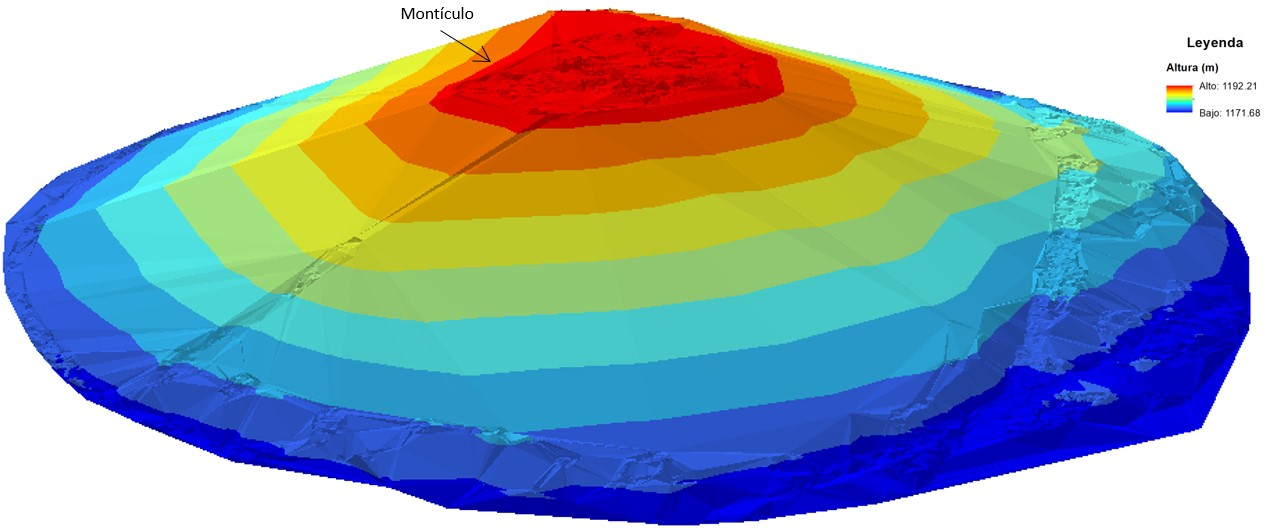 Montículo
Leyenda
Altura (m)
Alto: 1192.21
Bajo: 1171.68